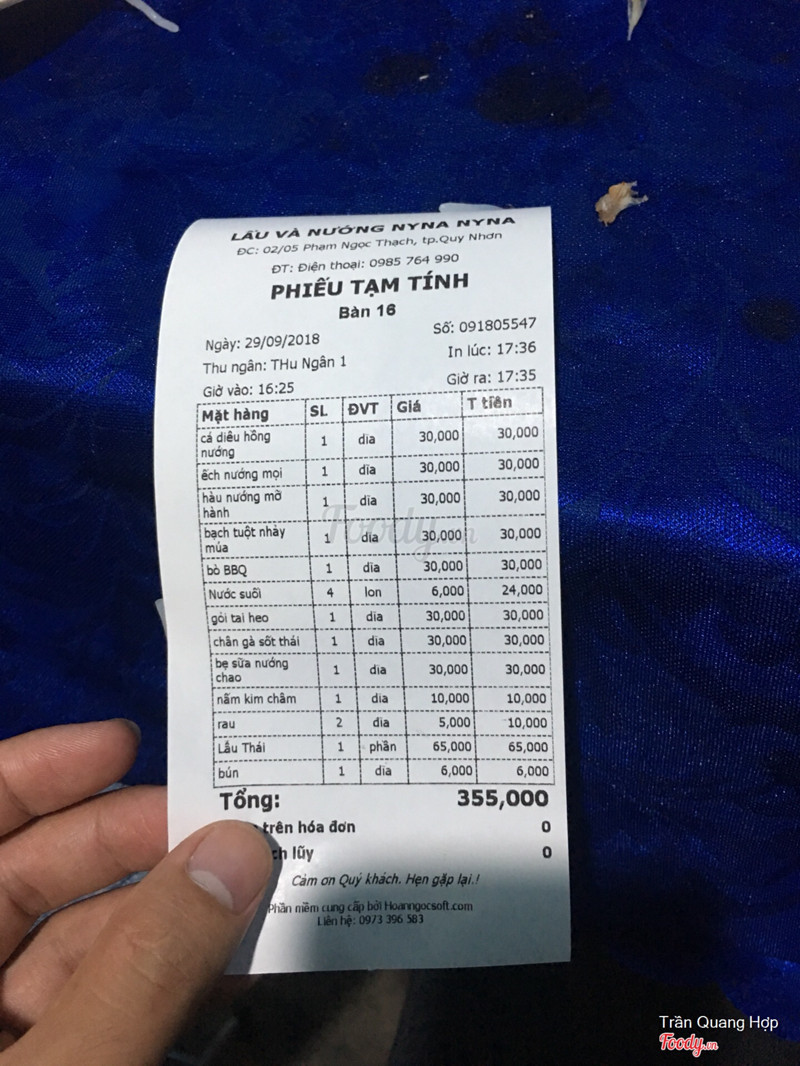 LẨU VÀ NƯỚNG NYNA NYNA
ĐC: 02/05 Phạm Ngọc Thạch, tp.Quy Nhơn
ĐT: Điện thoại: 0985 764 990
PHIẾU TẠM TÍNH
Bàn 16
Ngày: 29/09/2018 Số: 091805547
Thu ngân: THu Ngân 1 In lúc: 17:36
Giờ vào: 16:25 Giờ ra: 17:35
Mặt hàng SL ĐVT Giá T tiền
cá diêu hồng nướng 1 dia 30,000 30,000
ếch nướng mọi 1 dia 30,000 30,000
hàu nướng mỡ hành 1 dia 30,000 30,000
bạch tuột nhảy múa 1 dia 30,000 30,000
bò BBQ 1 dia 30,000 30,000
Nước suối 4 lon 6,000 24,000
gỏi tai heo 1 dia 30,000 30,000
chân gà sốt thái 1 dia 30,000 30,000
bẹ sữa nướng chao 1 dia 30,000 30,000
nấm kim châm 1 dia 10,000 10,000
rau 2 dia 5,000 10,000
Lẩu Thái 1 phần 65,000 65,000
bún 1 dia 6,000 6,000
Tổng: 355,000
trên hóa đơn 0
lũy 0
Cảm ơn Quý khách. Hẹn gặp lại.!
Phần mềm cung cấp bởi Hoanngocsoft.com
Liên hệ: 0973 396 583
Foody.vn
Trần Quang Hợp
Foody.vn